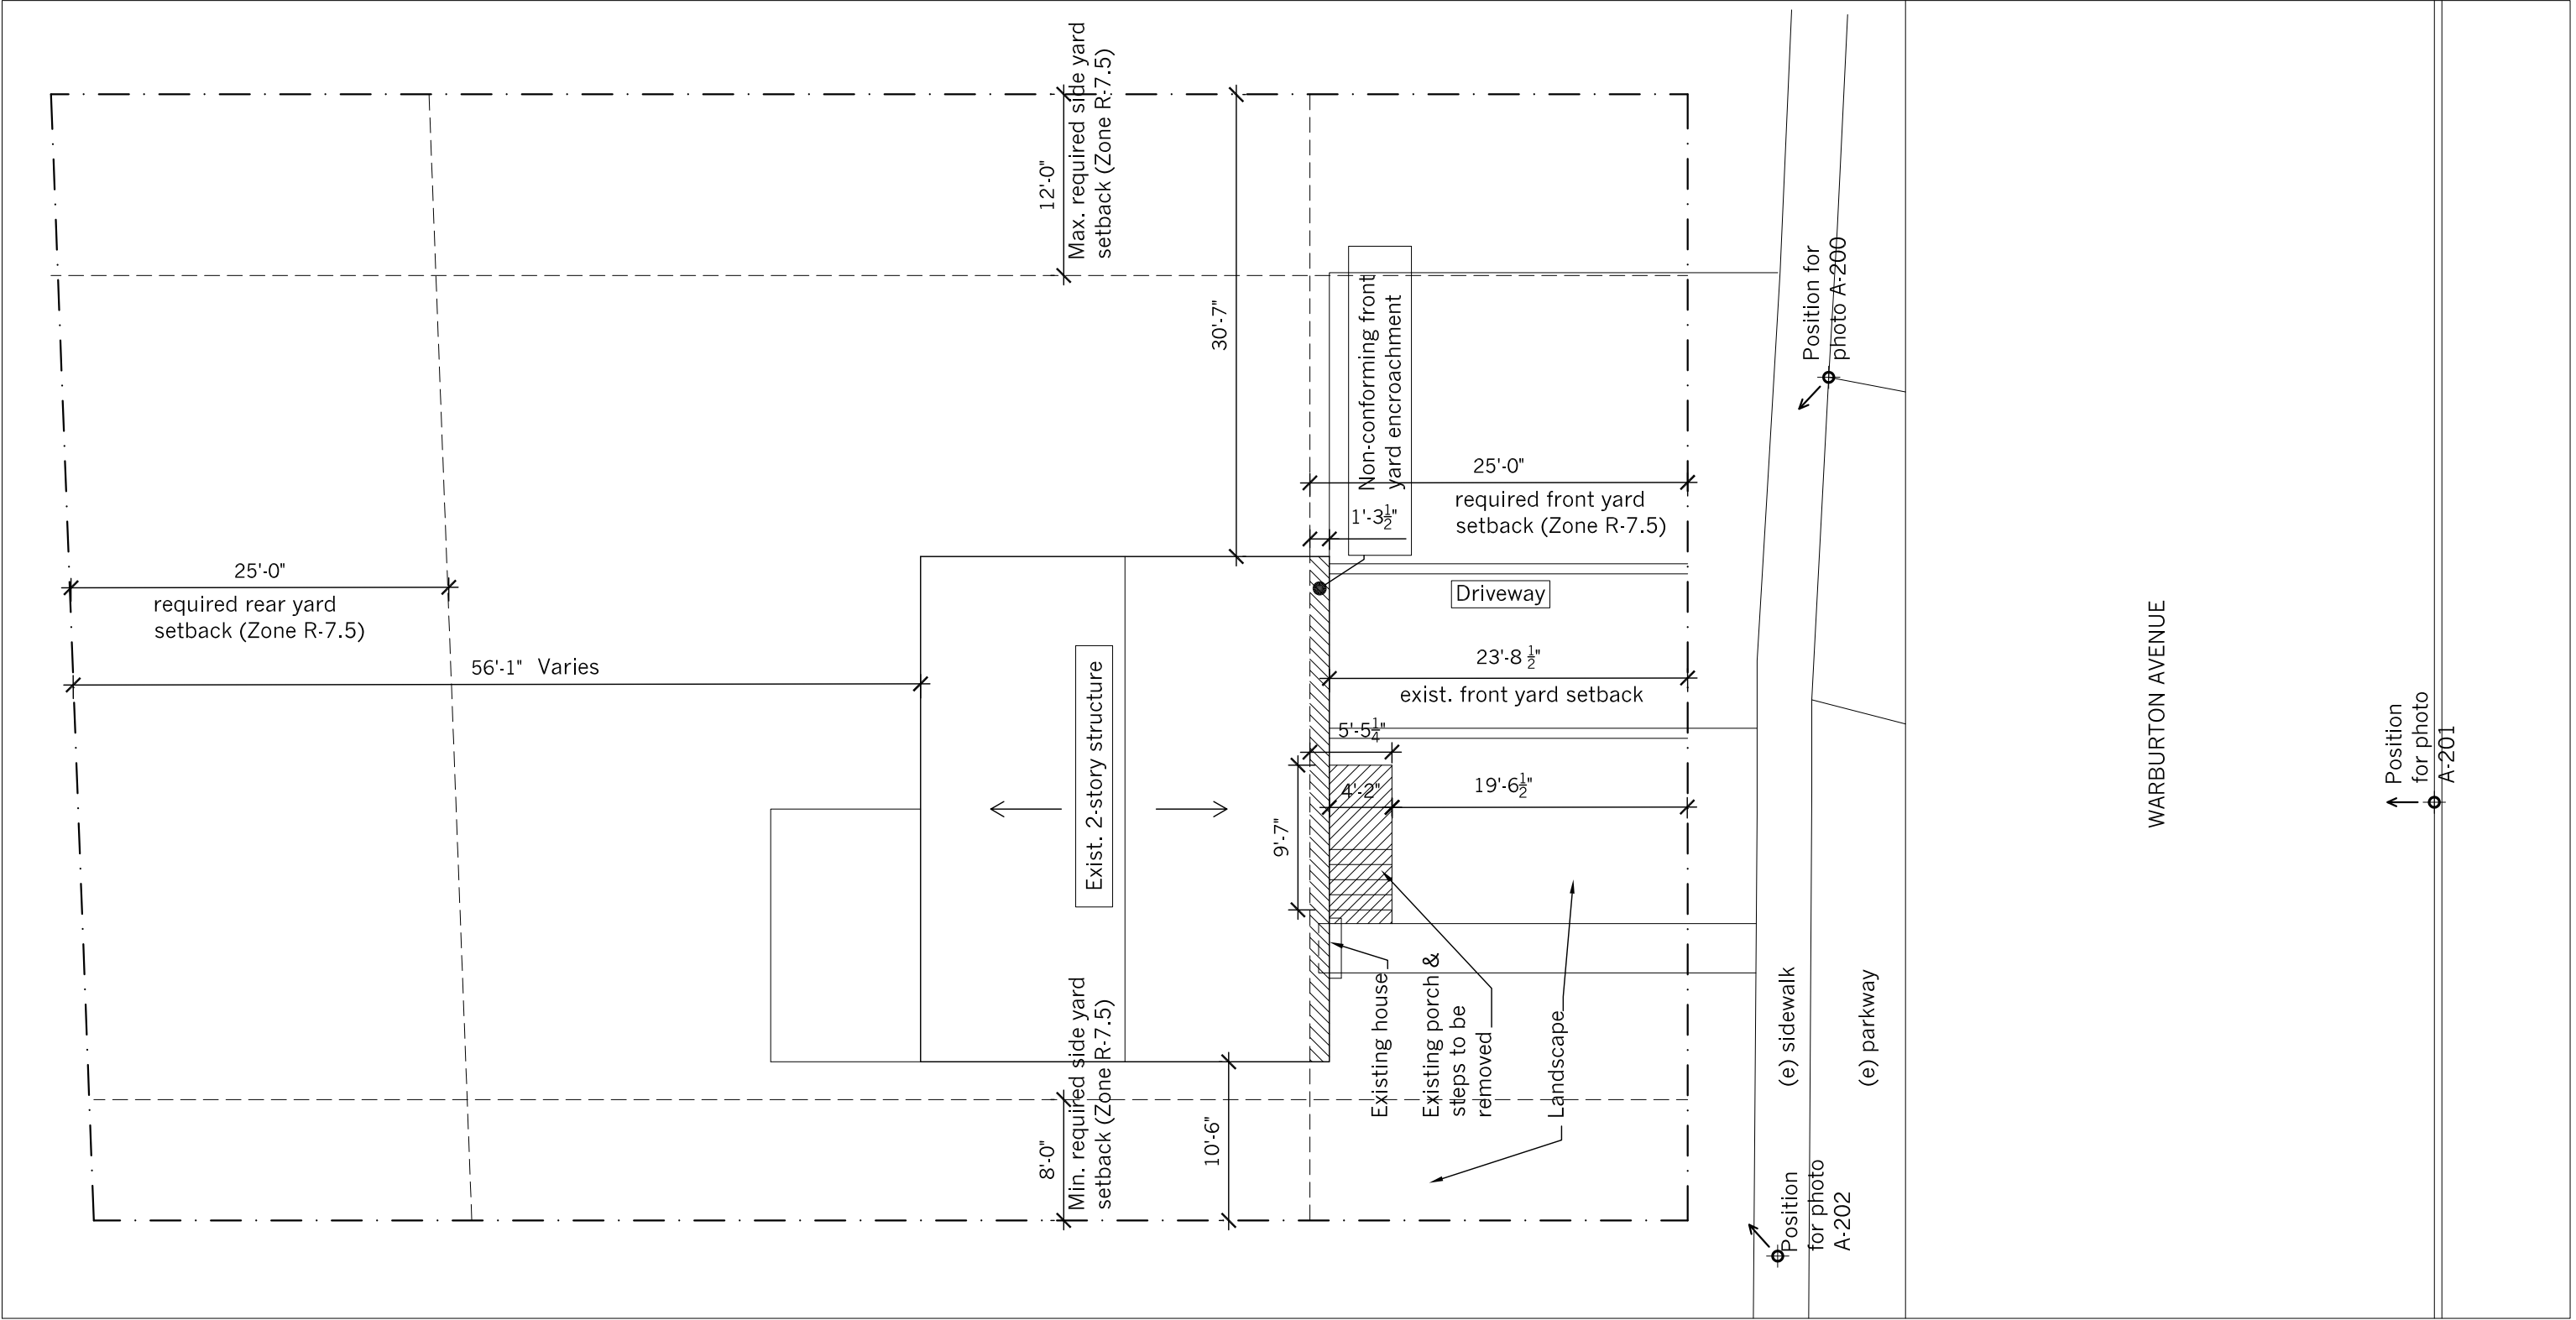 12'-0"
Max. required side yard
setback (Zone R-7.5)
30'-7"
Non-conforming front
yard encroachment
Position for
photo A-200
25'-0"
required front yard
setback (Zone R-7.5)
1'-3½"
25'-0"
required rear yard
setback (Zone R-7.5)
Driveway
56'-1" Varies
23'-8 ½"
exist. front yard setback
Exist. 2-story structure
5'-5¼"
4'-2"
19'-6½"
9'-7"
WARBURTON AVENUE
Position
for photo
A-201
Existing house
Existing porch &
steps to be
removed
Landscape
(e) sidewalk
(e) parkway
8'-0"
Min. required side yard
setback (Zone R-7.5)
10'-6"
Position
for photo
A-202